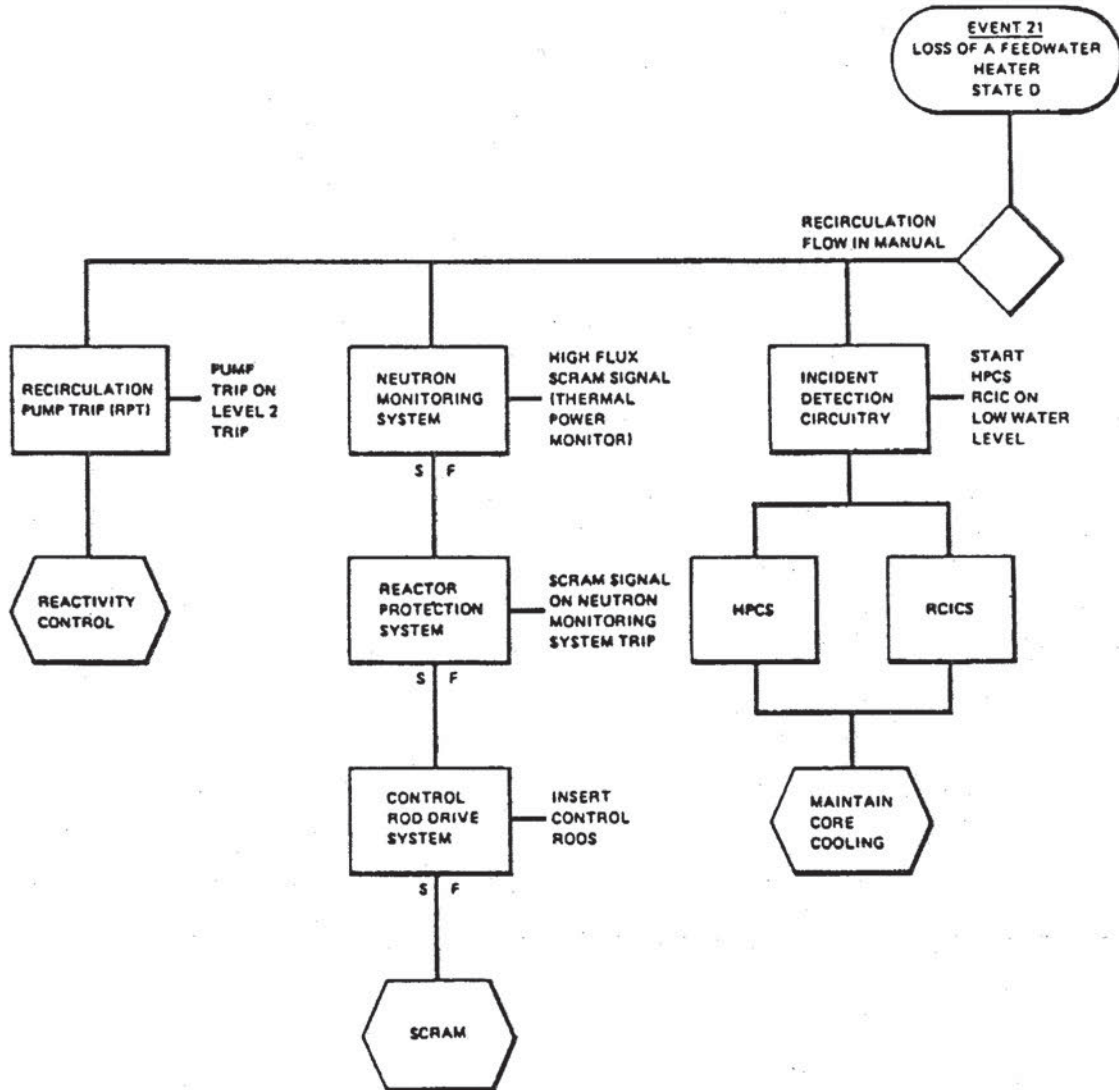 EVENT 21
LOSS OF A FEEDWATER
HEATER
STATE D
RECIRCULATION
FLOW IN MANUAL
RECIRCULATION
PUMP TRIP (RPT)
PUMP
TRIP ON
LEVEL 2
TRIP
NEUTRON
MONITORING
SYSTEM
HIGH FLUX
SCRAM SIGNAL
(THERMAL
POWER
MONITOR)
INCIDENT
DETECTION
CIRCUITRY
START
HPCS
RCIC ON
LOW WATER
LEVEL
S F
REACTIVITY
CONTROL
REACTOR
PROTECTION
SYSTEM
SCRAM SIGNAL
ON NEUTRON
MONITORING
SYSTEM TRIP
HPCS
RCICS
S F
CONTROL
ROD DRIVE
SYSTEM
INSERT
CONTROL
RODS
MAINTAIN
CORE
COOLING
S F
SCRAM